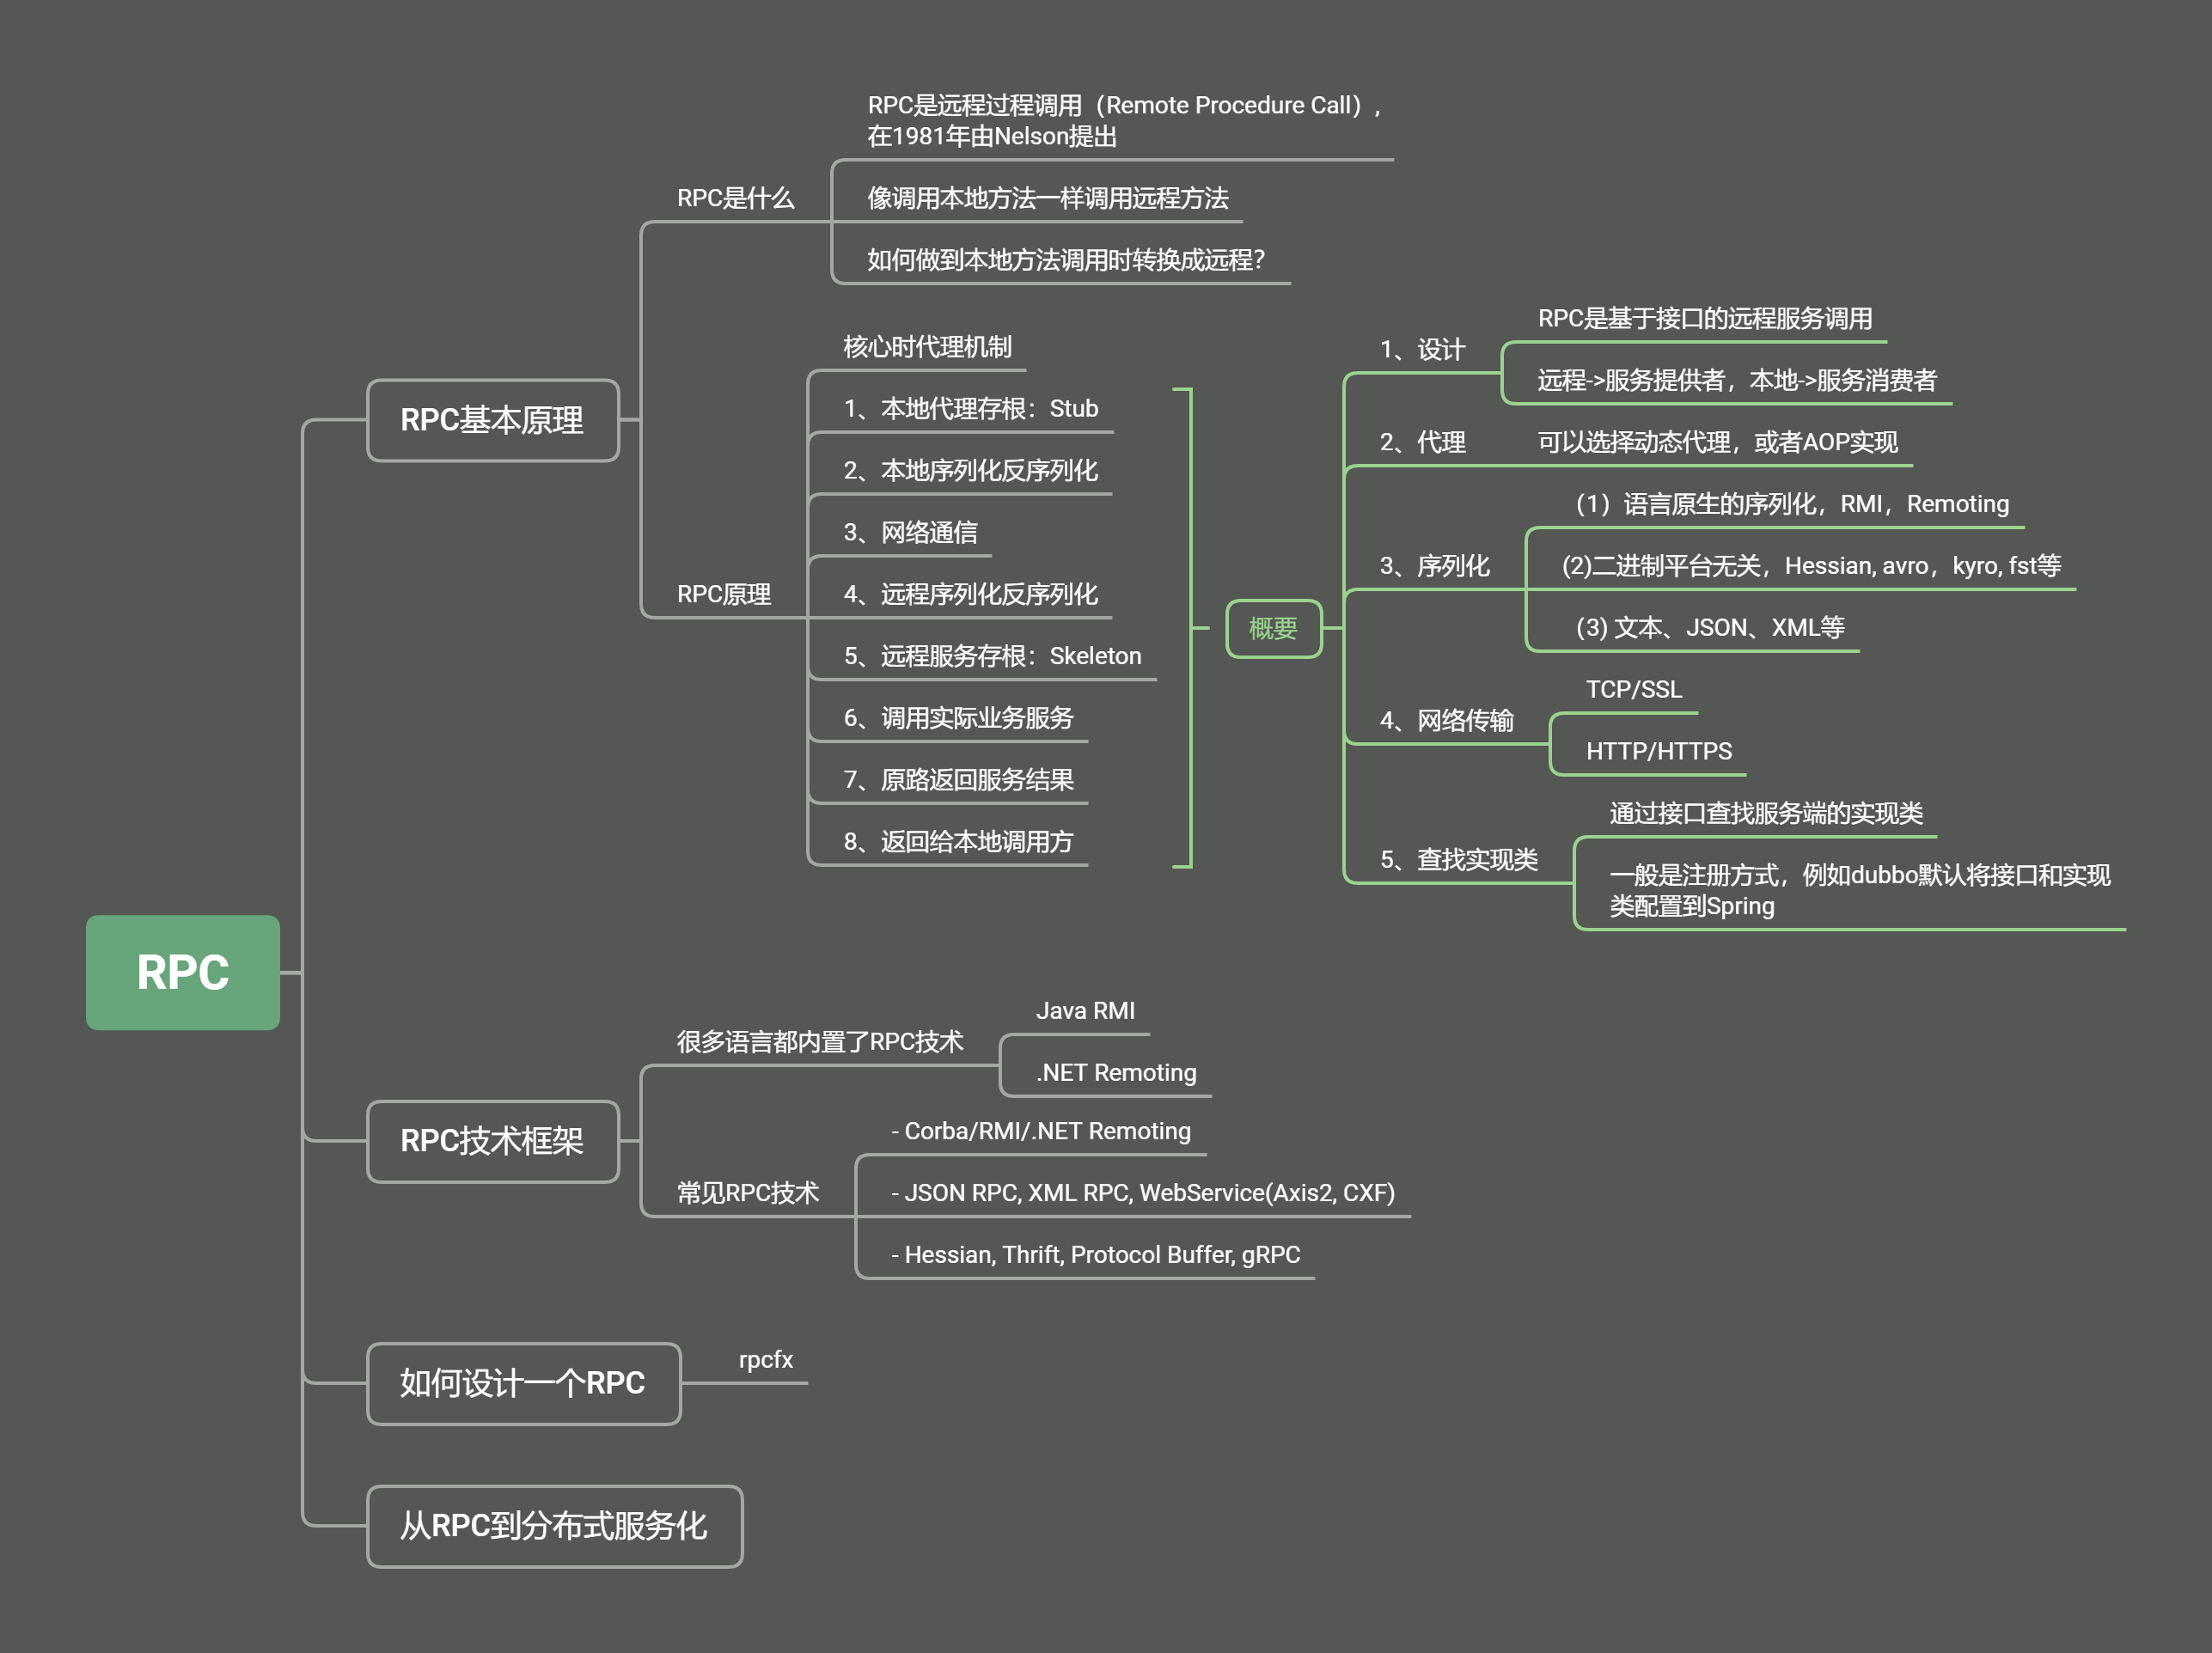 RPC
RPC基本原理
RPC是什么
RPC是远程过程调用（Remote Procedure Call），
在1981年由Nelson提出
像调用本地方法一样调用远程方法
如何做到本地方法调用时转换成远程？
RPC原理
核心时代理机制
1、本地代理存根：Stub
2、本地序列化反序列化
3、网络通信
4、远程序列化反序列化
5、远程服务存根：Skeleton
6、调用实际业务服务
7、原路返回服务结果
8、返回给本地调用方
概要
1、设计
RPC是基于接口的远程服务调用
远程->服务提供者，本地->服务消费者
2、代理
可以选择动态代理，或者AOP实现
3、序列化
（1）语言原生的序列化，RMI，Remoting
(2)二进制平台无关，Hessian, avro，kyro, fst等
（3) 文本、JSON、XML等
4、网络传输
TCP/SSL
HTTP/HTTPS
5、查找实现类
通过接口查找服务端的实现类
一般是注册方式，例如dubbo默认将接口和实现
类配置到Spring
RPC技术框架
很多语言都内置了RPC技术
Java RMI
.NET Remoting
常见RPC技术
- Corba/RMI/.NET Remoting
- JSON RPC, XML RPC, WebService(Axis2, CXF)
- Hessian, Thrift, Protocol Buffer, gRPC
如何设计一个RPC
rpcfx
从RPC到分布式服务化